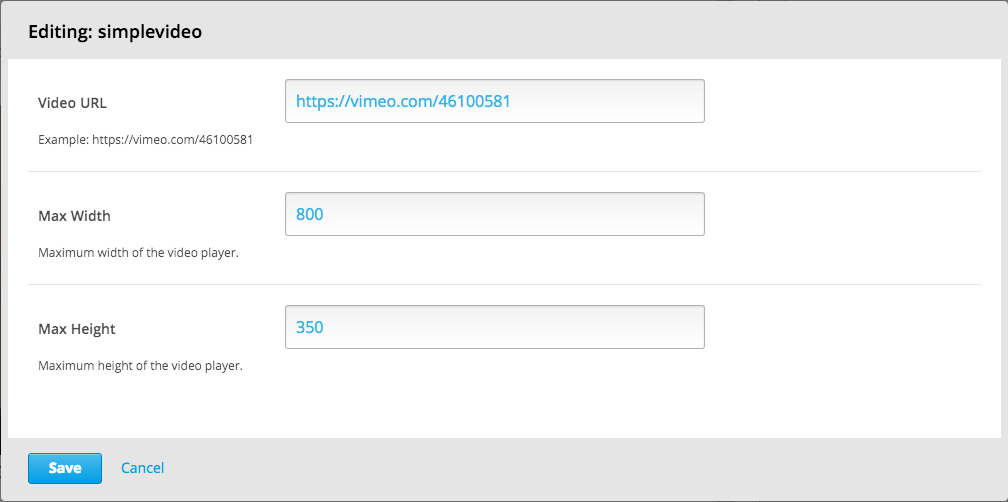 Editing: simplevideo
Video URL
https://vimeo.com/46100581
Example: https://vimeo.com/46100581
Max Width
800
Maximum width of the video player.
Max Height
350
Maximum height of the video player.
Save
Cancel